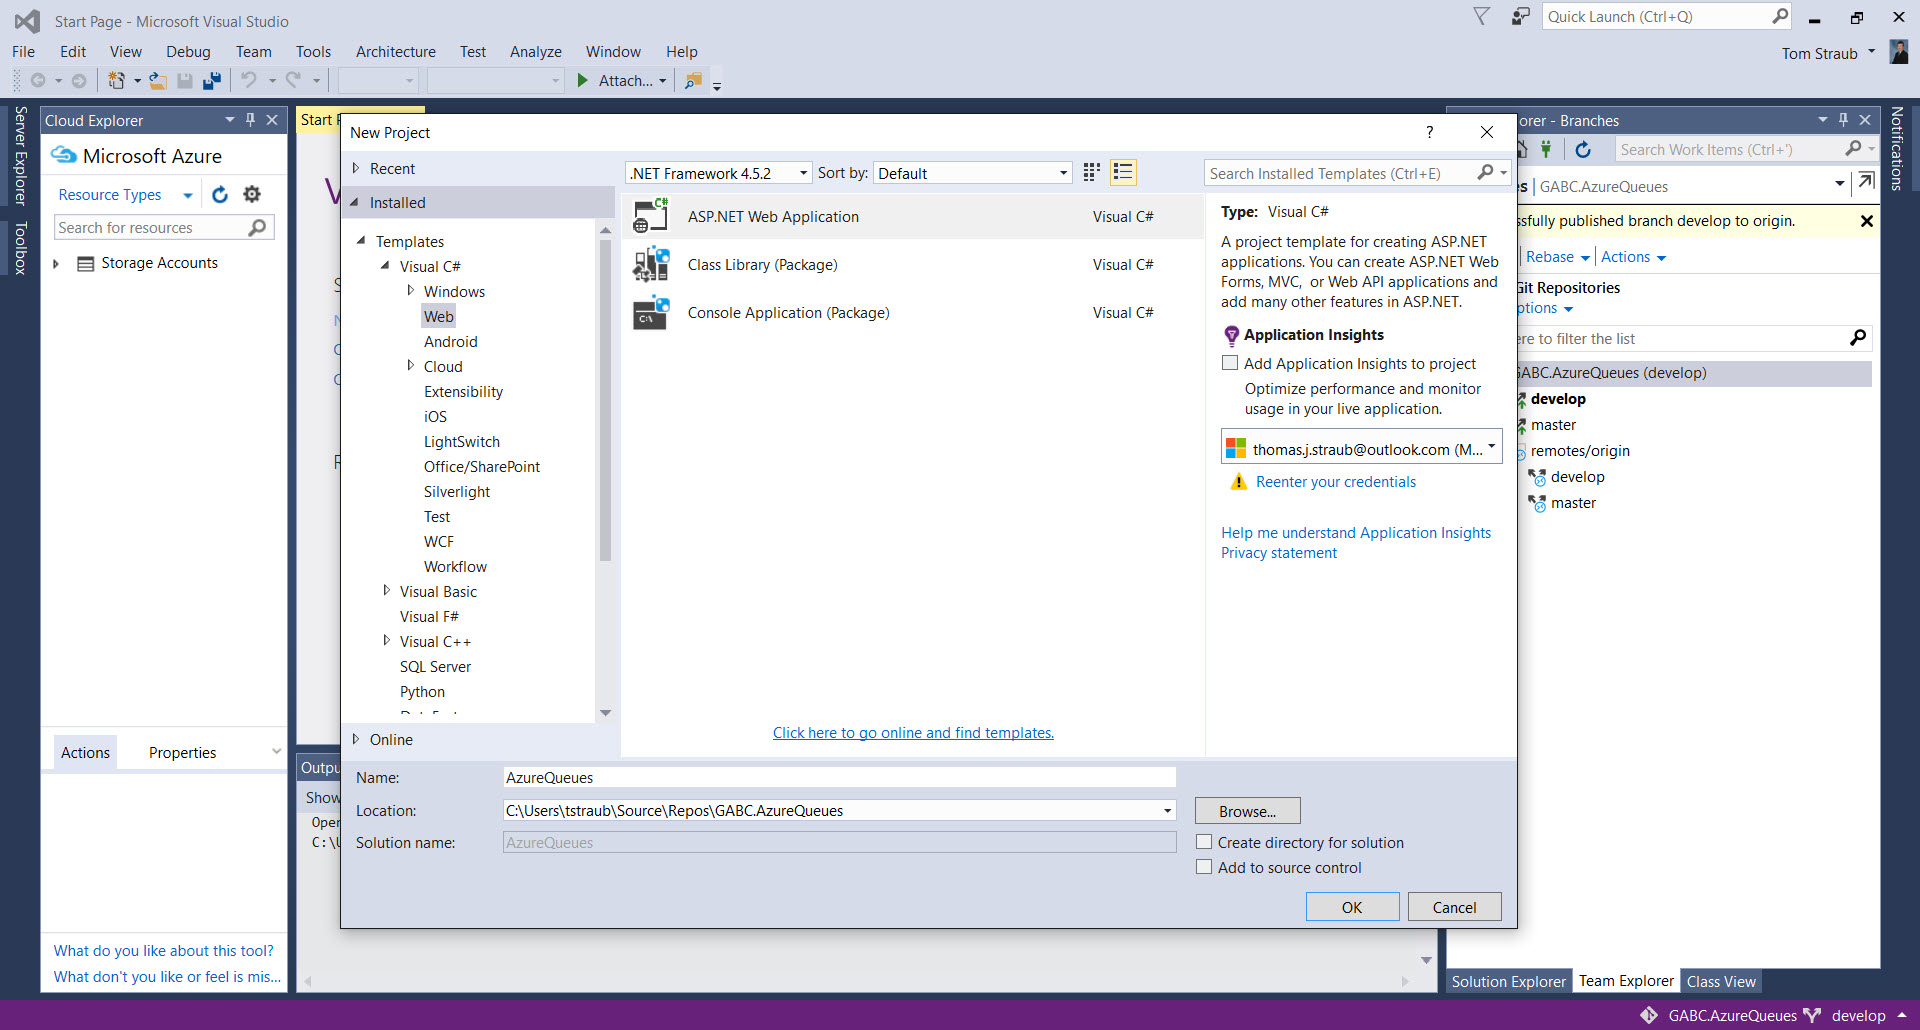 Start Page - Microsoft Visual Studio
Quick Launch (Ctrl+Q)
File Edit View Debug Team Tools Architecture Test Analyze Window Help
Tom Straub
Attach...
Server Explorer
Toolbox
Cloud Explorer
Microsoft Azure
Resource Types
Search for resources
Storage Accounts
Actions Properties
What do you like about this tool?
What don't you like or feel is mis...
Start
New Project
?
Recent
Installed
Templates
Visual C#
Windows
Web
Android
Cloud
Extensibility
iOS
LightSwitch
Office/SharePoint
Silverlight
Test
WCF
Workflow
Visual Basic
Visual F#
Visual C++
SQL Server
Python
Online
.NET Framework 4.5.2 Sort by: Default
Search Installed Templates (Ctrl+E)
ASP.NET Web Application Visual C#
Class Library (Package) Visual C#
Console Application (Package) Visual C#
Click here to go online and find templates.
Type: Visual C#
A project template for creating ASP.NET
applications. You can create ASP.NET Web
Forms, MVC, or Web API applications and
add many other features in ASP.NET.
Application Insights
Add Application Insights to project
Optimize performance and monitor
usage in your live application.
thomas.j.straub@outlook.com (M...
Reenter your credentials
Help me understand Application Insights
Privacy statement
Name: AzureQueues
Location: C:\Users\tstraub\Source\Repos\GABC.AzureQueues
Browse...
Solution name: AzureQueues
Create directory for solution
Add to source control
OK Cancel
Outpu
Show
Oper
C:\U
orer - Branches
Search Work Items (Ctrl+')
es | GABC.AzureQueues
ssfully published branch develop to origin.
Rebase Actions
Git Repositories
ptions
ere to filter the list
GABC.AzureQueues (develop)
develop
master
remotes/origin
develop
master
Notifications
Solution Explorer Team Explorer Class View
GABC.AzureQueues develop